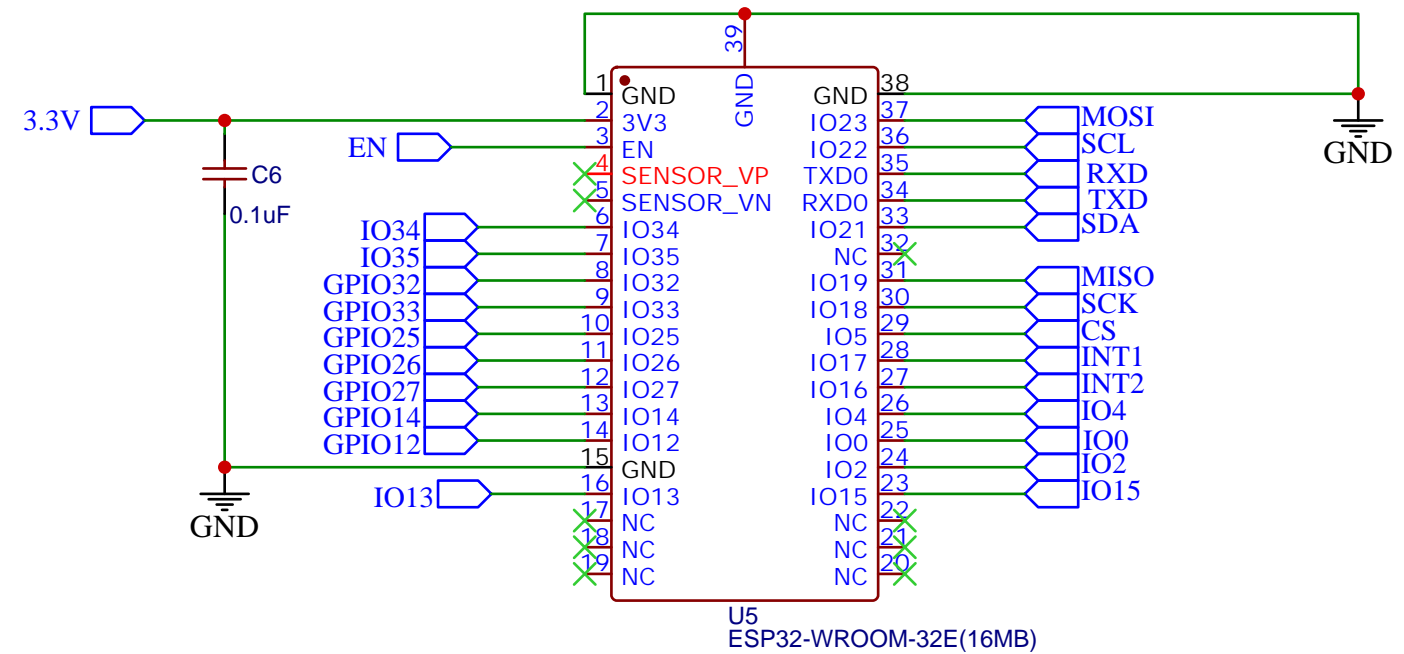 39
GND
1
GND
2
3V3
3
EN
4
SENSOR_VP
5
SENSOR_VN
6
IO34
7
IO35
8
IO32
9
IO33
10
IO25
11
IO26
12
IO27
13
IO14
14
IO12
15
GND
16
IO13
17
NC
18
NC
19
NC
38
GND
37
IO23
36
IO22
35
TXD0
34
RXD0
33
IO21
32
NC
31
IO19
30
IO18
29
IO5
28
IO17
27
IO16
26
IO4
25
IO0
24
IO2
23
IO15
22
NC
21
NC
20
NC
3.3V
EN
C6
0.1uF
IO34
IO35
GPIO32
GPIO33
GPIO25
GPIO26
GPIO27
GPIO14
GPIO12
IO13
GND
MOSI
SCL
RXD
TXD
SDA
MISO
SCK
CS
INT1
INT2
IO4
IO0
IO2
IO15
GND
U5
ESP32-WROOM-32E(16MB)